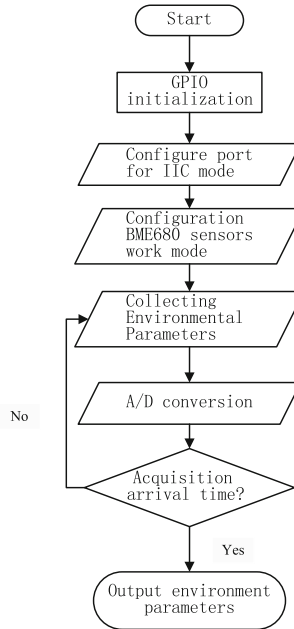 Start
GPIO
initialization
Configure port
for IIC mode
Configuration
BME680 sensors
work mode
Collecting
Environmental
Parameters
A/D conversion
No
Acquisition
arrival time?
Yes
Output environment
parameters